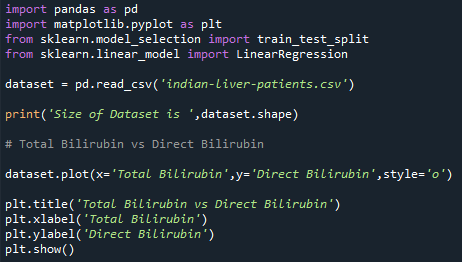 import pandas as pd
import matplotlib.pyplot as plt
from sklearn.model_selection import train_test_split
from sklearn.linear_model import LinearRegression
dataset = pd.read_csv('indian-liver-patients.csv')
print('Size of Dataset is ',dataset.shape)
# Total Bilirubin vs Direct Bilirubin
dataset.plot(x='Total Bilirubin',y='Direct Bilirubin',style='o')
plt.title('Total Bilirubin vs Direct Bilirubin')
plt.xlabel('Total Bilirubin')
plt.ylabel('Direct Bilirubin')
plt.show()